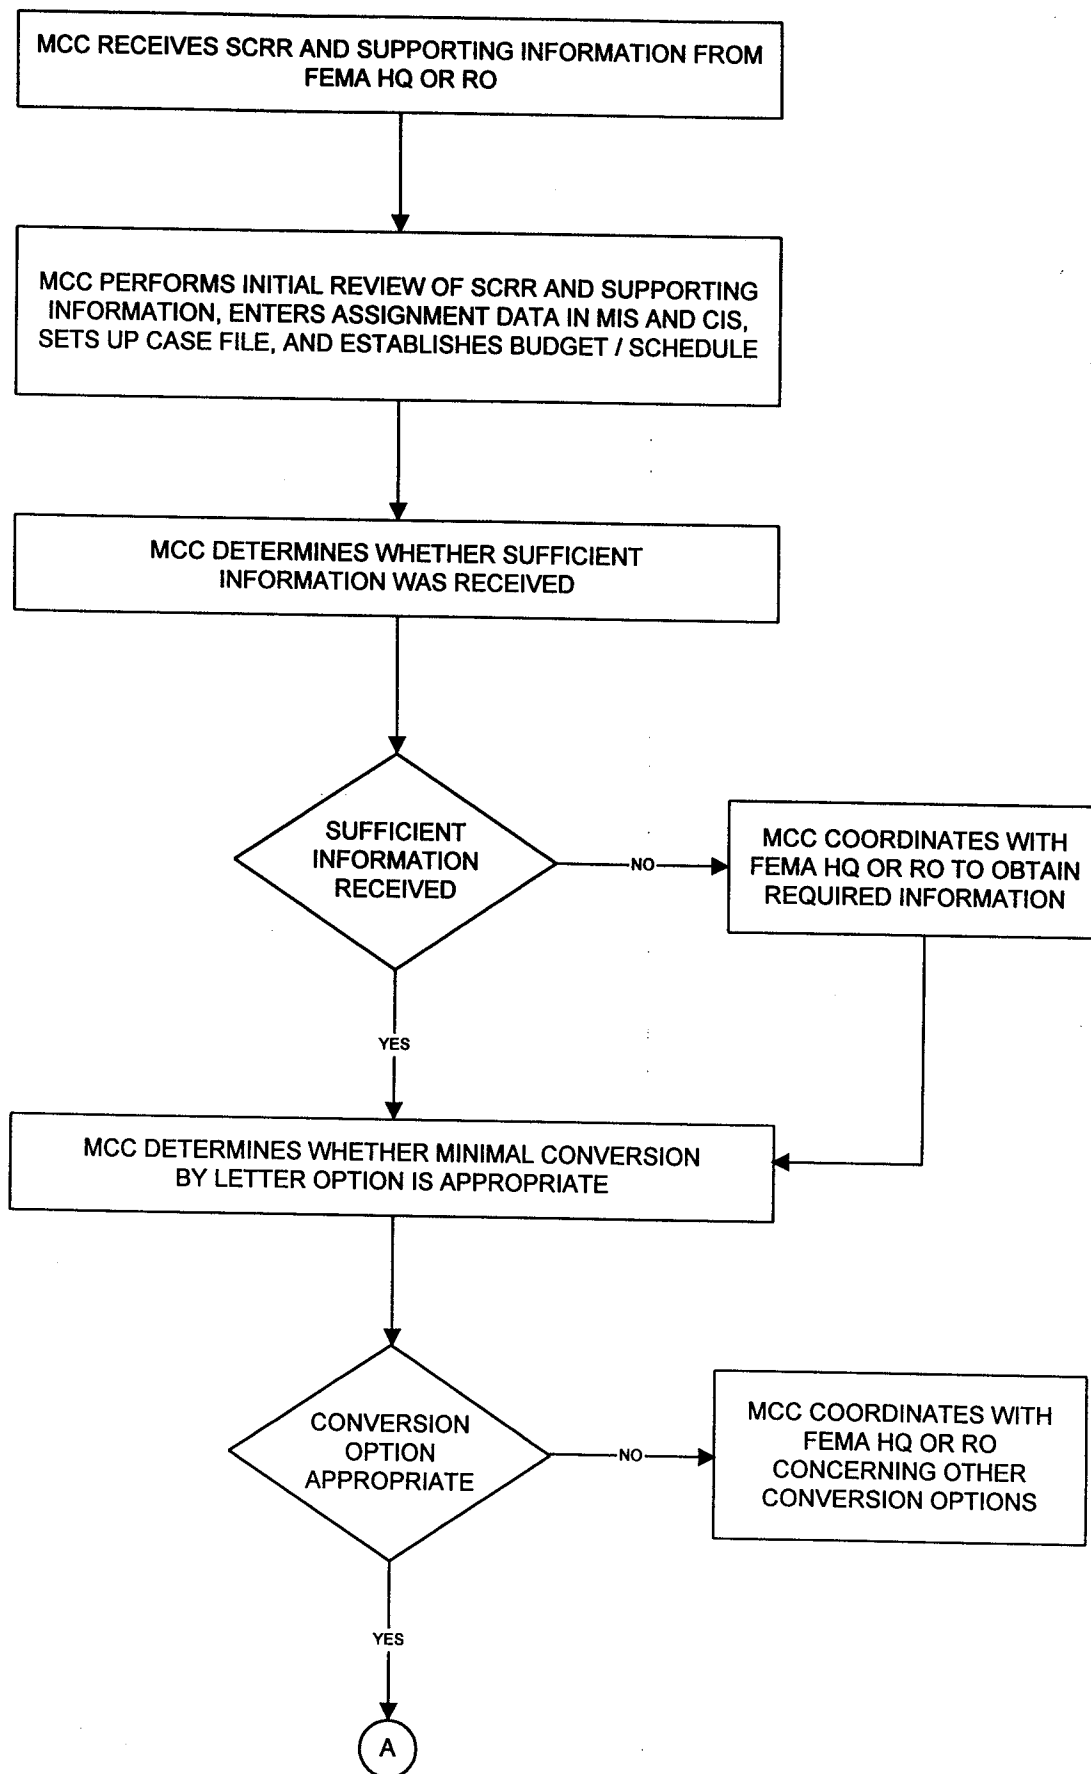 MCC RECEIVES SCRR AND SUPPORTING INFORMATION FROM
FEMA HQ OR RO
MCC PERFORMS INITIAL REVIEW OF SCRR AND SUPPORTING
INFORMATION, ENTERS ASSIGNMENT DATA IN MIS AND CIS,
SETS UP CASE FILE, AND ESTABLISHES BUDGET / SCHEDULE
MCC DETERMINES WHETHER SUFFICIENT
INFORMATION WAS RECEIVED
SUFFICIENT
INFORMATION
RECEIVED
NO
MCC COORDINATES WITH
FEMA HQ OR RO TO OBTAIN
REQUIRED INFORMATION
YES
MCC DETERMINES WHETHER MINIMAL CONVERSION
BY LETTER OPTION IS APPROPRIATE
CONVERSION
OPTION
APPROPRIATE
NO
MCC COORDINATES WITH
FEMA HQ OR RO
CONCERNING OTHER
CONVERSION OPTIONS
YES
A